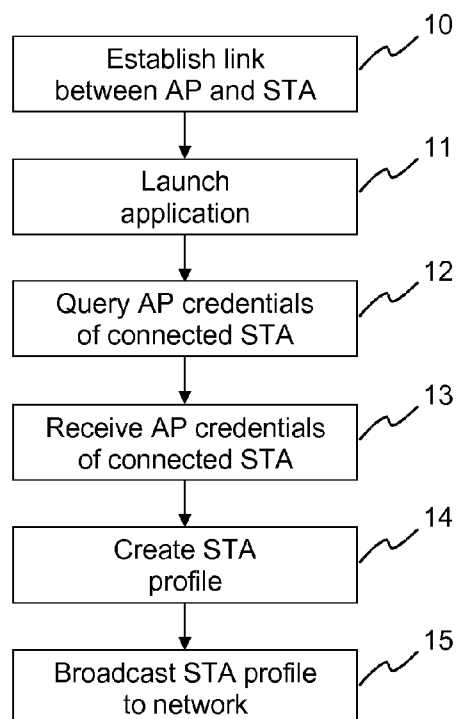 10
Establish link
between AP and STA
11
Launch
application
12
Query AP credentials
of connected STA
13
Receive AP credentials
of connected STA
14
Create STA
profile
15
Broadcast STA profile
to network